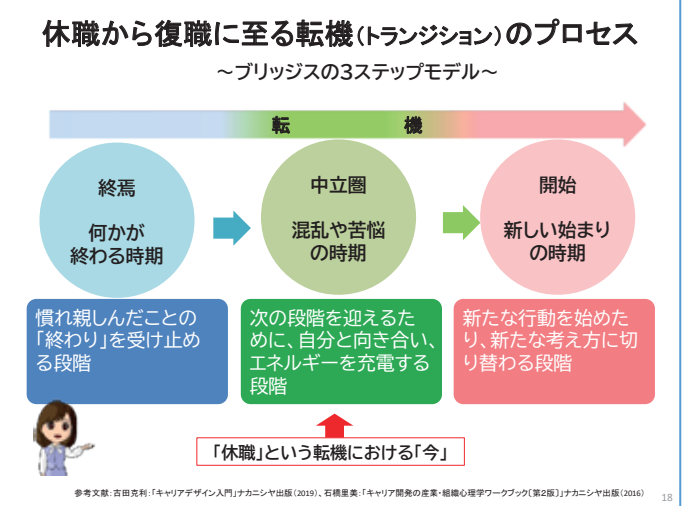 休職から復職に至る転機(トランジション)のプロセス
～ブリッジスの3ステップモデル～
転 機
終焉
何かが
終わる時期
中立圏
混乱や苦悩
の時期
開始
新しい始まり
の時期
慣れ親しんだことの
「終わり」を受け止め
る段階
次の段階を迎えるた
めに、自分と向き合い、
エネルギーを充電する
段階
新たな行動を始めた
り、新たな考え方に切
り替わる段階
「休職」という転機における「今」
参考文献：古田克利：「キャリアデザイン入門」ナカニシヤ出版（2019）、石橋里美：「キャリア開発の産業・組織心理学ワークブック〔第2版〕」ナカニシヤ出版（2016）
18